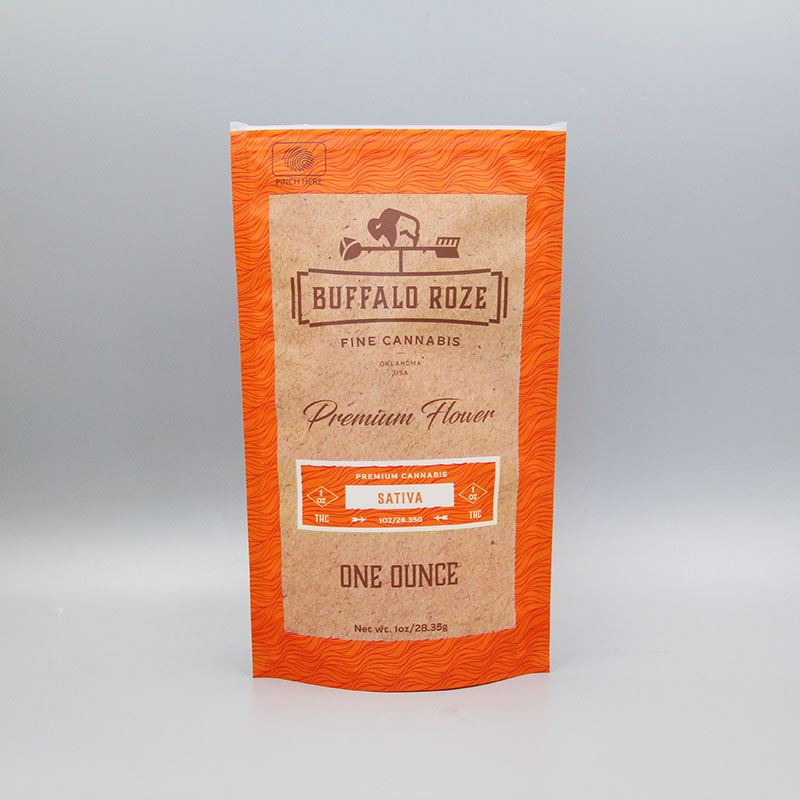 PINCH HERE
BUFFALO ROZE
FINE CANNABIS
OKLAHOMA
USA
Premium Flower
PREMIUM CANNABIS
1 OZ SATIVA 1 OZ
THC 1OZ/28.35G THC
ONE OUNCE
Net wt. 1oz/28.35g